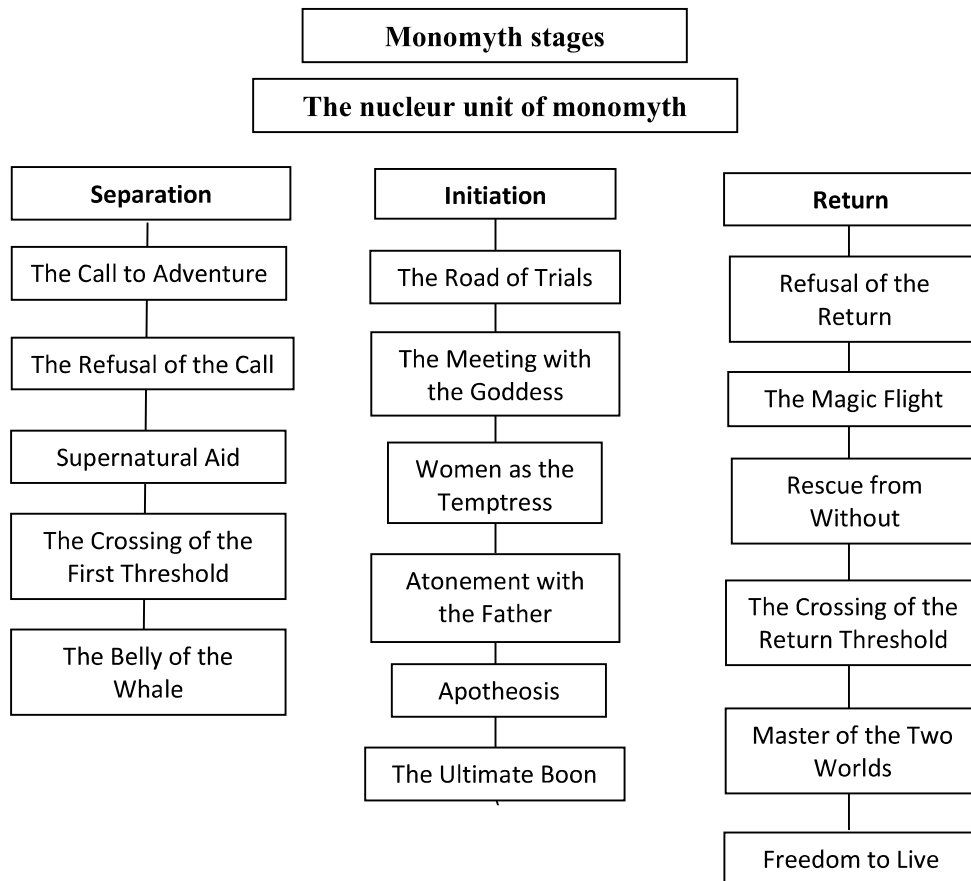 Monomyth stages
The nucleur unit of monomyth
Separation
The Call to Adventure
The Refusal of the Call
Supernatural Aid
The Crossing of the
First Threshold
The Belly of the
Whale
Initiation
The Road of Trials
The Meeting with
the Goddess
Women as the
Temptress
Atonement with
the Father
Apotheosis
The Ultimate Boon
Return
Refusal of the
Return
The Magic Flight
Rescue from
Without
The Crossing of the
Return Threshold
Master of the Two
Worlds
Freedom to Live